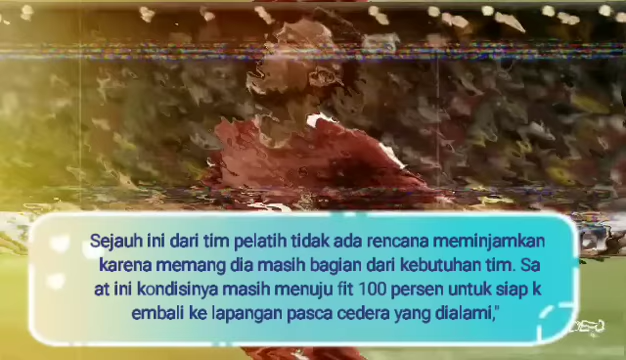 Sejauh ini dari tim pelatih tidak ada rencana meminjamkan
karena memang dia masih bagian dari kebutuhan tim. Sa
at ini kondisinya masih menuju fit 100 persen untuk siap k
embali ke lapangan pasca cedera yang dialami,"